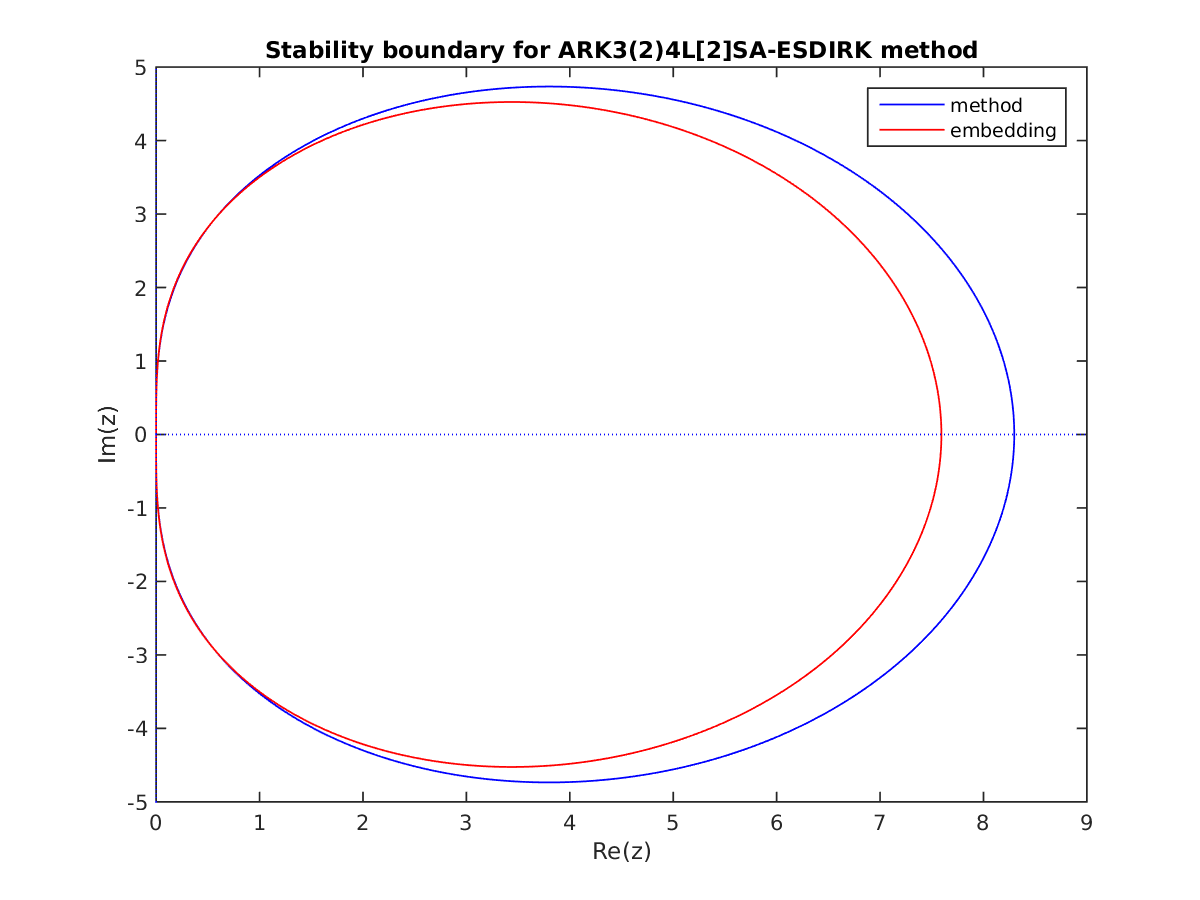 Stability boundary for ARK3(2)4L[2]SA-ESDIRK method
method
embedding
5
4
3
2
1
0
-1
-2
-3
-4
-5
Im(z)
0 1 2 3 4 5 6 7 8 9
Re(z)